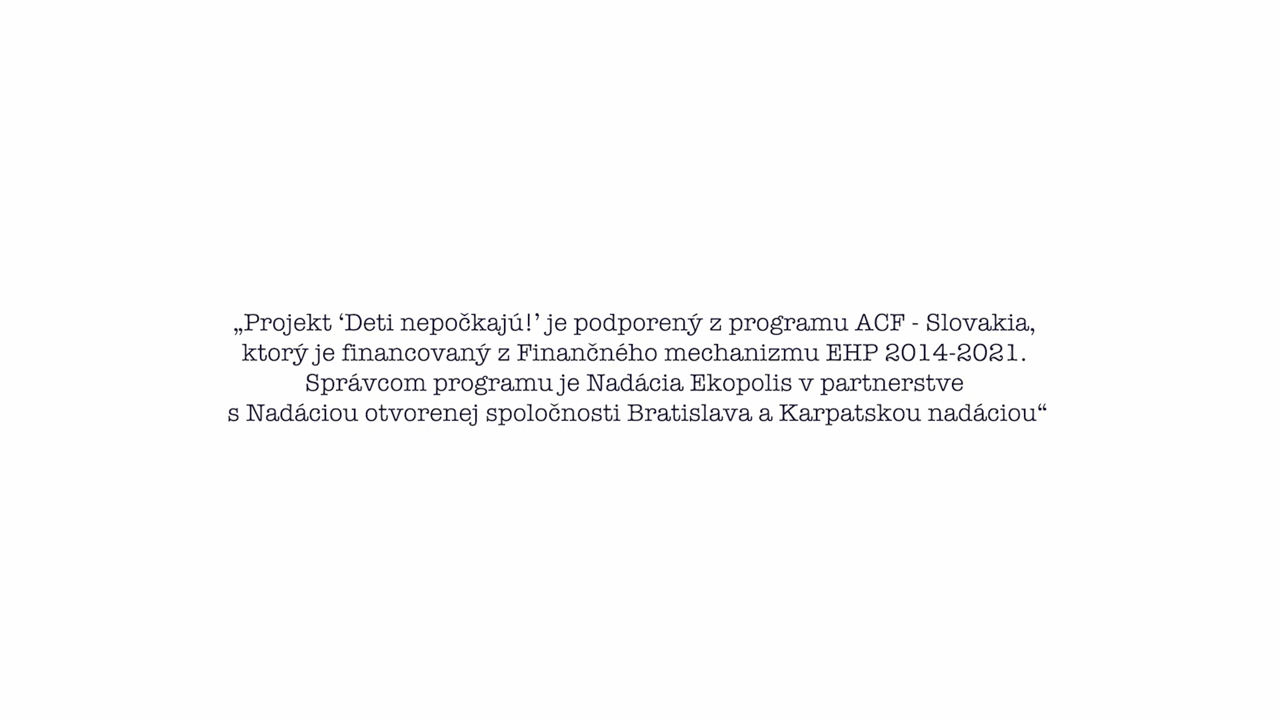 „Projekt ‘Deti nepočkajú!’ je podporený z programu ACF - Slovakia,
ktorý je financovaný z Finančného mechanizmu EHP 2014-2021.
Správcom programu je Nadácia Ekopolis v partnerstve
s Nadáciou otvorenej spoločnosti Bratislava a Karpatskou nadáciou“